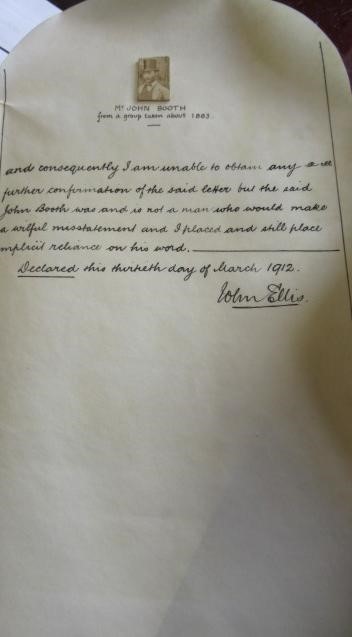 Mr JOHN BOOTH
from a group taken about 1863.
and consequently I am unable to obtain any
further confirmation of the said letter but the said
John Booth was and is not a man who would make
a wilful misstatement and I placed and still place
mplicit reliance on his word.
Declared this thirtieth day of March 1912.
John Ellis.